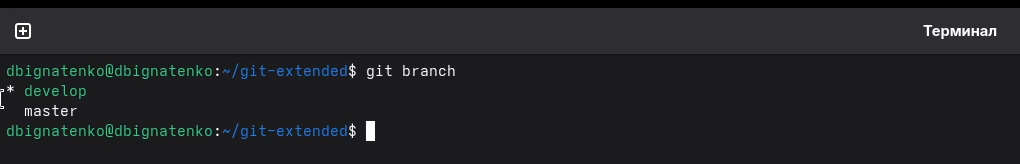 Терминал
dbignatenko@dbignatenko:~/git-extended$ git branch
* develop
  master
dbignatenko@dbignatenko:~/git-extended$